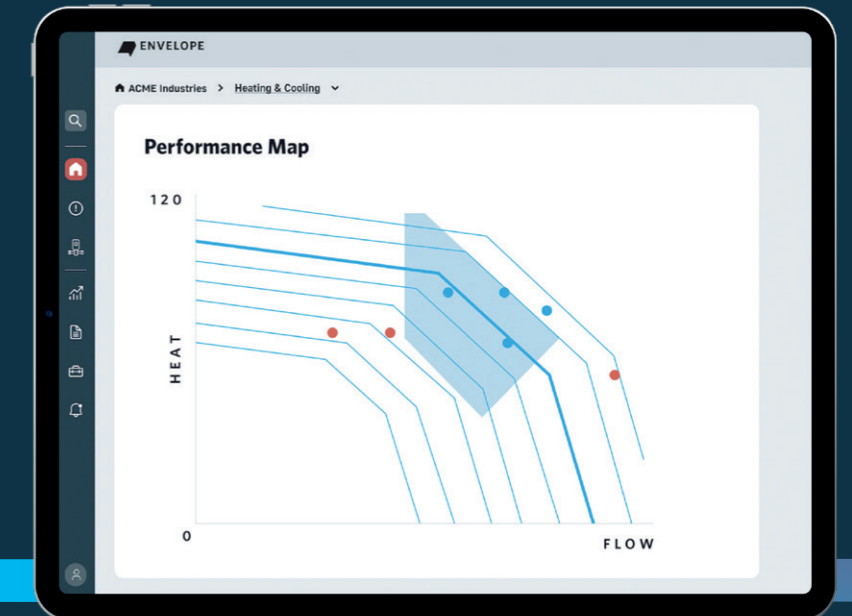 ENVELOPE
ACME Industries > Heating & Cooling
Performance Map
120
HEAT
0
FLOW